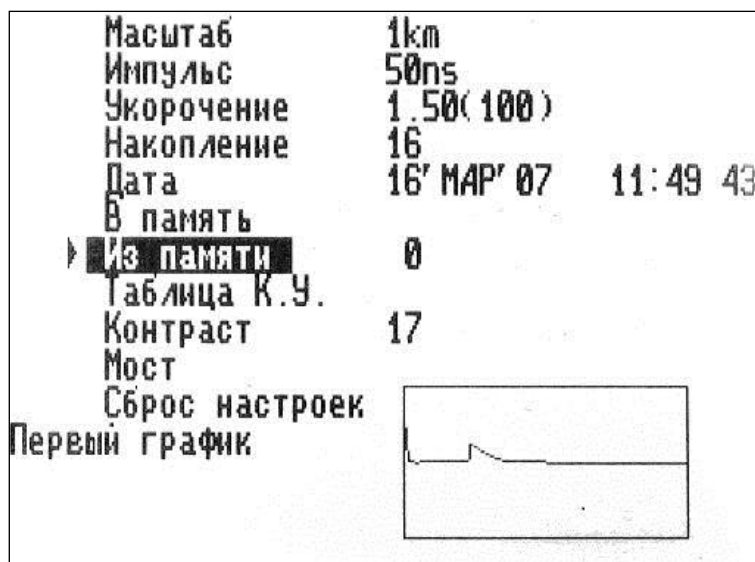 Масштаб 1km
Импульс 50ns
Укорочение 1.50(100)
Накопление 16
Дата 16' МАР' 07 11:49 43
В память
Из памяти 0
Таблица К.У.
Контраст 17
Мост
Сброс настроек
Первый график